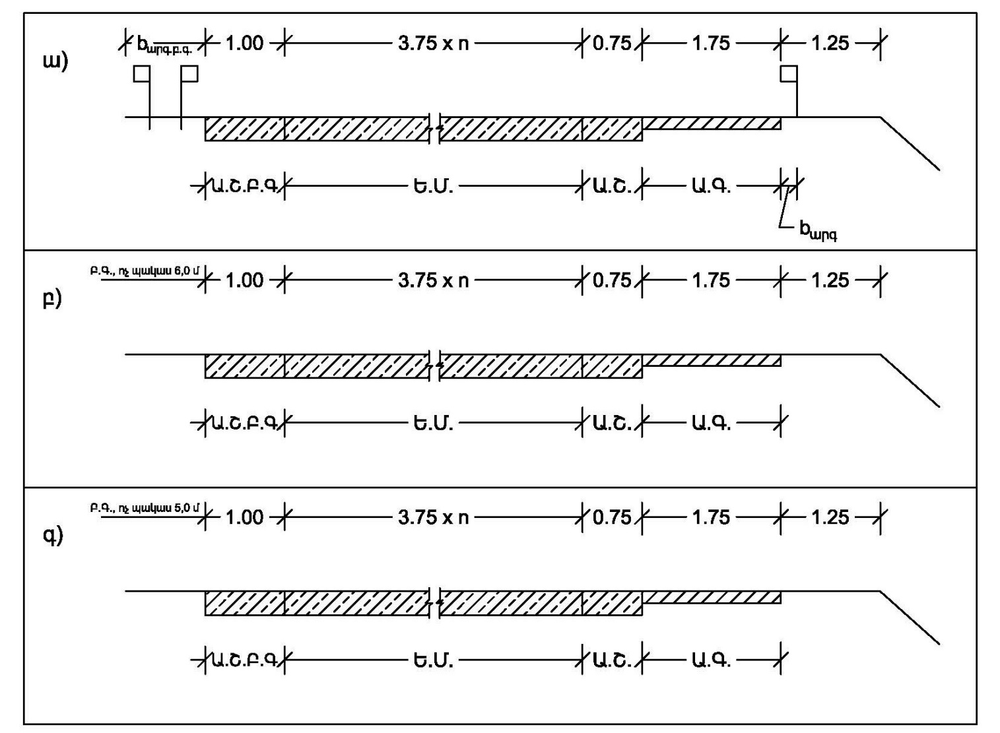 ա)
bարգ.բ.գ. 1.00 3.75 x n 0.75 1.75 1.25
Ա.Շ.Բ.Գ. Ե.Մ. Ա.Շ. Ա.Գ.
bարգ
բ)
Բ.Գ., ոչ պակաս 6,0 մ 1.00 3.75 x n 0.75 1.75 1.25
Ա.Շ.Բ.Գ. Ե.Մ. Ա.Շ. Ա.Գ.
գ)
Բ.Գ., ոչ պակաս 5,0 մ 1.00 3.75 x n 0.75 1.75 1.25
Ա.Շ.Բ.Գ. Ե.Մ. Ա.Շ. Ա.Գ.